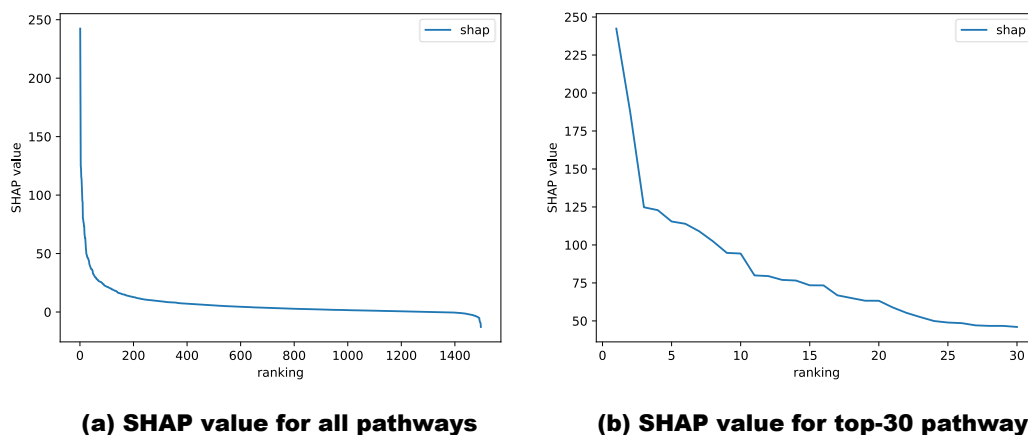 250
200
150
100
50
0
SHAP value
0 200 400 600 800 1000 1200 1400
ranking
shap
(a) SHAP value for all pathways
250
225
200
175
150
125
100
75
50
SHAP value
0 5 10 15 20 25 30
ranking
shap
(b) SHAP value for top-30 pathway